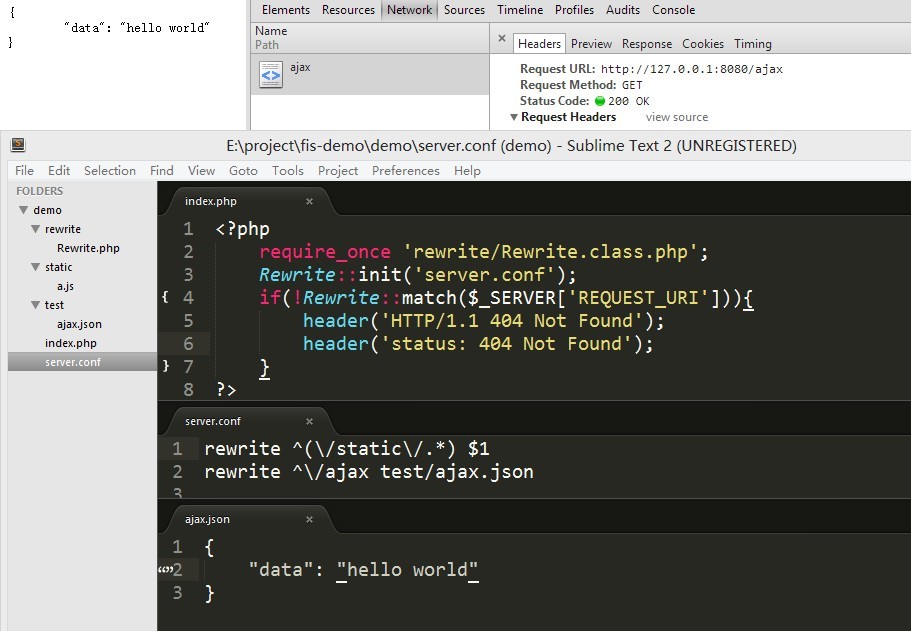 {
"data": "hello world"
}
Elements Resources Network Sources Timeline Profiles Audits Console
Name
Path
ajax
× Headers Preview Response Cookies Timing
Request URL: http://127.0.0.1:8080/ajax
Request Method: GET
Status Code: 200 OK
Request Headers view source
E:\project\fis-demo\demo\server.conf (demo) - Sublime Text 2 (UNREGISTERED)
File Edit Selection Find View Goto Tools Project Preferences Help
FOLDERS
demo
rewrite
Rewrite.php
static
a.js
test
ajax.json
index.php
server.conf
index.php ×
1 <?php
2 require_once 'rewrite/Rewrite.class.php';
3 Rewrite::init('server.conf');
{ 4 if(!Rewrite::match($_SERVER['REQUEST_URI'])){
5 header('HTTP/1.1 404 Not Found');
6 header('status: 404 Not Found');
} 7 }
8 ?>
server.conf ×
1 rewrite ^(\/static\/.*) $1
2 rewrite ^\/ajax test/ajax.json
3
ajax.json ×
1 {
“” 2 "data": "hello world"
3 }